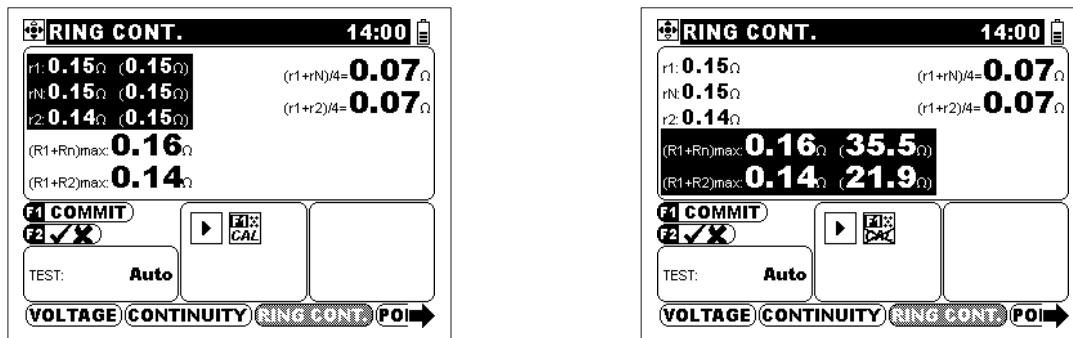 RING CONT. 14:00
r1: 0.15Ω (0.15Ω)
rN: 0.15Ω (0.15Ω)
r2: 0.14Ω (0.15Ω)
(r1+rN)/4= 0.07Ω
(r1+r2)/4= 0.07Ω
(R1+Rn)max: 0.16Ω
(R1+R2)max: 0.14Ω
F1 COMMIT
F2
F1
CAL
TEST: Auto
VOLTAGE CONTINUITY RING CONT. POI
RING CONT. 14:00
r1: 0.15Ω
rN: 0.15Ω
r2: 0.14Ω
(r1+rN)/4= 0.07Ω
(r1+r2)/4= 0.07Ω
(R1+Rn)max: 0.16Ω (35.5Ω)
(R1+R2)max: 0.14Ω (21.9Ω)
F1 COMMIT
F2
F1
CAL
TEST: Auto
VOLTAGE CONTINUITY RING CONT. POI